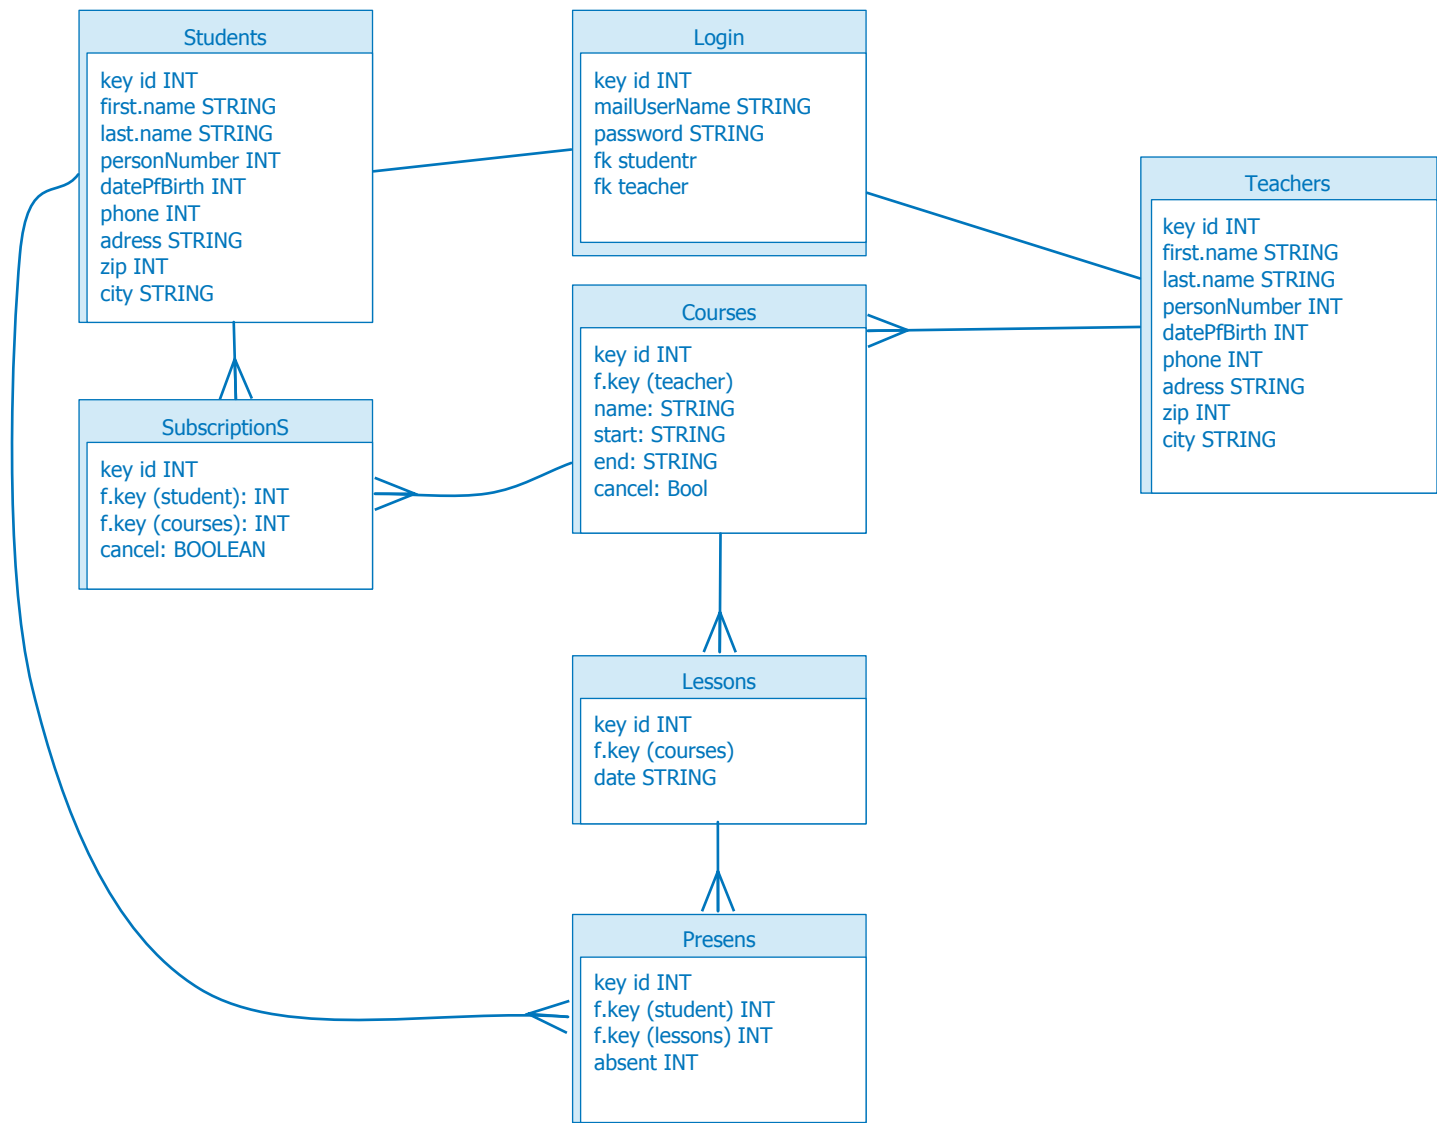 Students
key id INT
first.name STRING
last.name STRING
personNumber INT
datePfBirth INT
phone INT
adress STRING
zip INT
city STRING
Login
key id INT
mailUserName STRING
password STRING
fk studentr
fk teacher
Teachers
key id INT
first.name STRING
last.name STRING
personNumber INT
datePfBirth INT
phone INT
adress STRING
zip INT
city STRING
Courses
key id INT
f.key (teacher)
name: STRING
start: STRING
end: STRING
cancel: Bool
SubscriptionS
key id INT
f.key (student): INT
f.key (courses): INT
cancel: BOOLEAN
Lessons
key id INT
f.key (courses)
date STRING
Presens
key id INT
f.key (student) INT
f.key (lessons) INT
absent INT